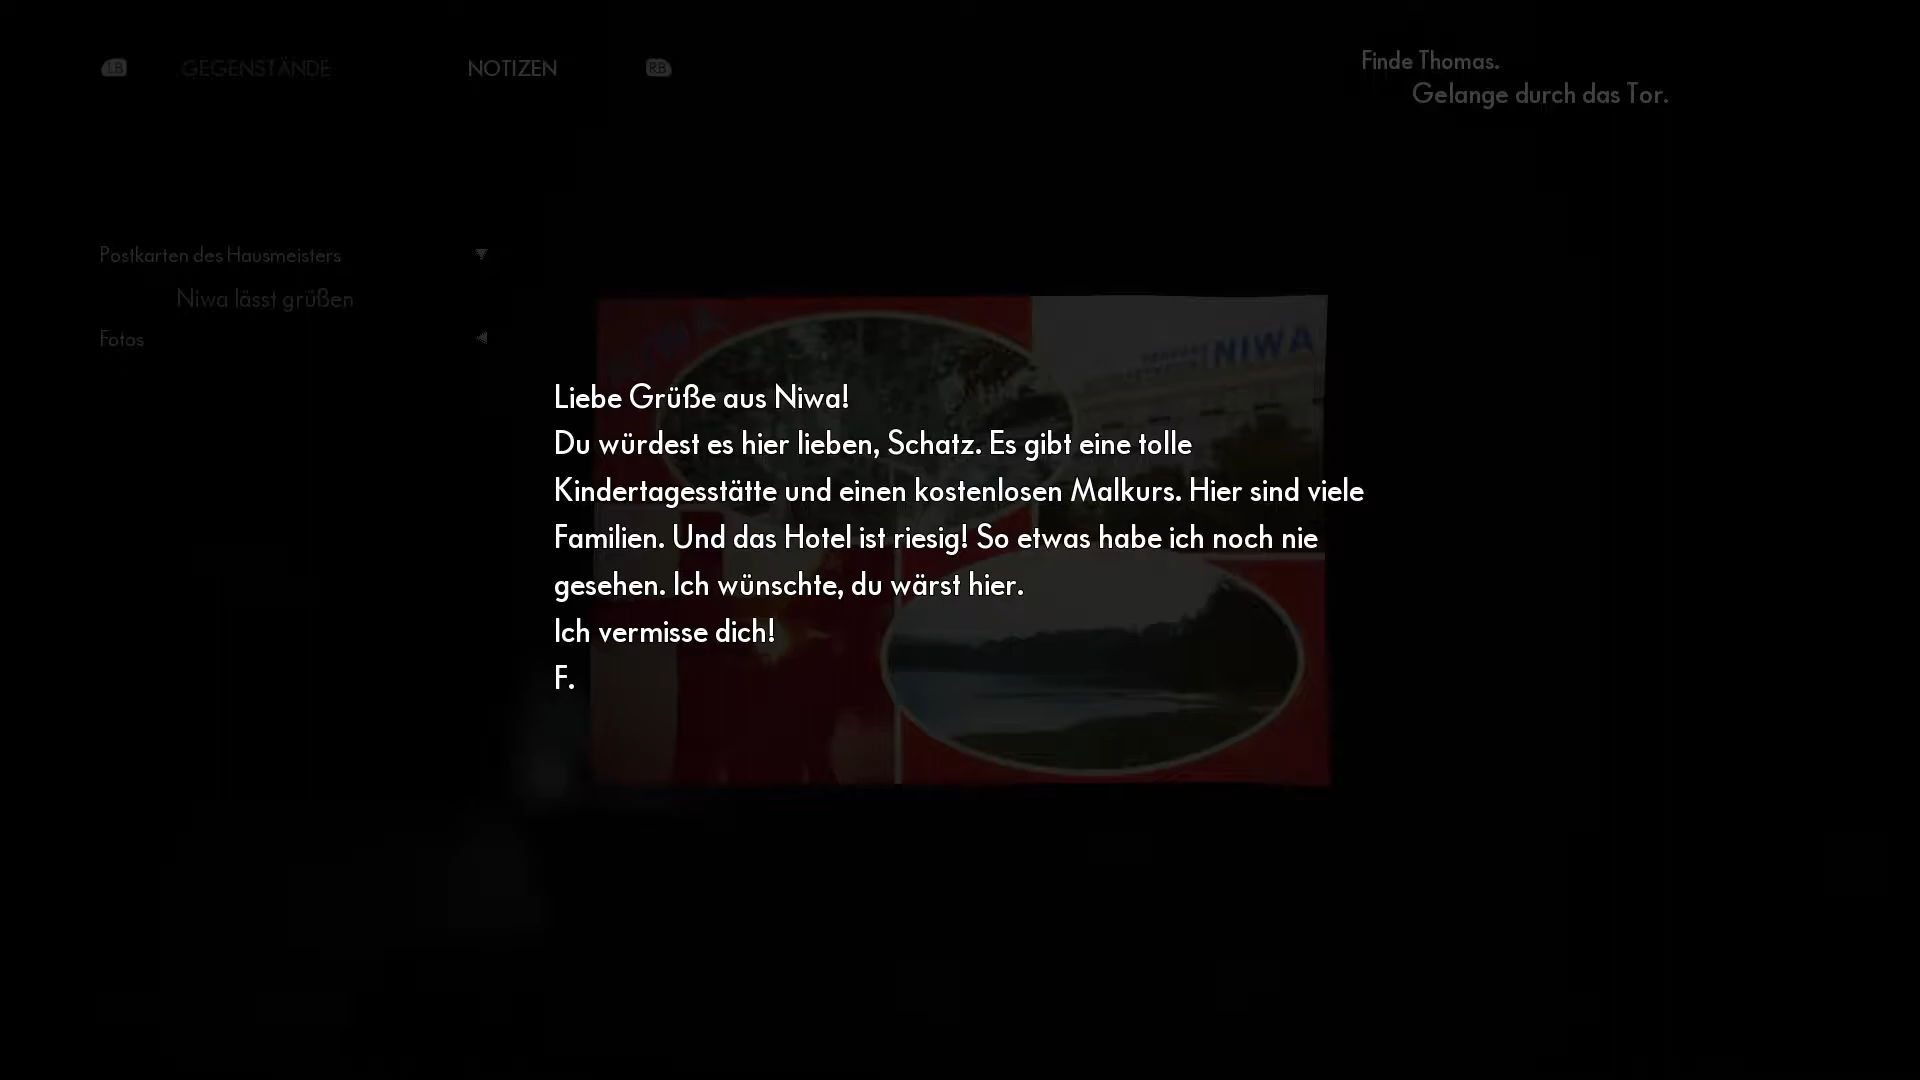 LB GEGENSTÄNDE NOTIZEN RB
Finde Thomas.
Gelange durch das Tor.
Postkarten des Hausmeisters
Niwa lässt grüßen
Fotos
NIWA
Liebe Grüße aus Niwa!
Du würdest es hier lieben, Schatz. Es gibt eine tolle
Kindertagesstätte und einen kostenlosen Malkurs. Hier sind viele
Familien. Und das Hotel ist riesig! So etwas habe ich noch nie
gesehen. Ich wünschte, du wärst hier.
Ich vermisse dich!
F.